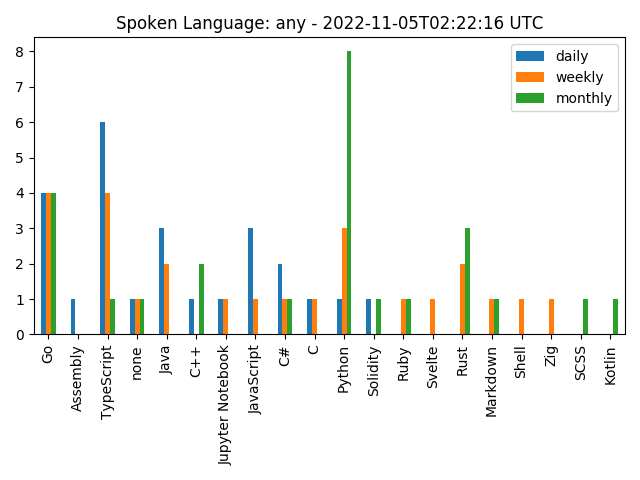 Spoken Language: any - 2022-11-05T02:22:16 UTC
daily
weekly
monthly
8
7
6
5
4
3
2
1
0
Go
Assembly
TypeScript
none
Java
C++
Jupyter Notebook
JavaScript
C#
C
Python
Solidity
Ruby
Svelte
Rust
Markdown
Shell
Zig
SCSS
Kotlin